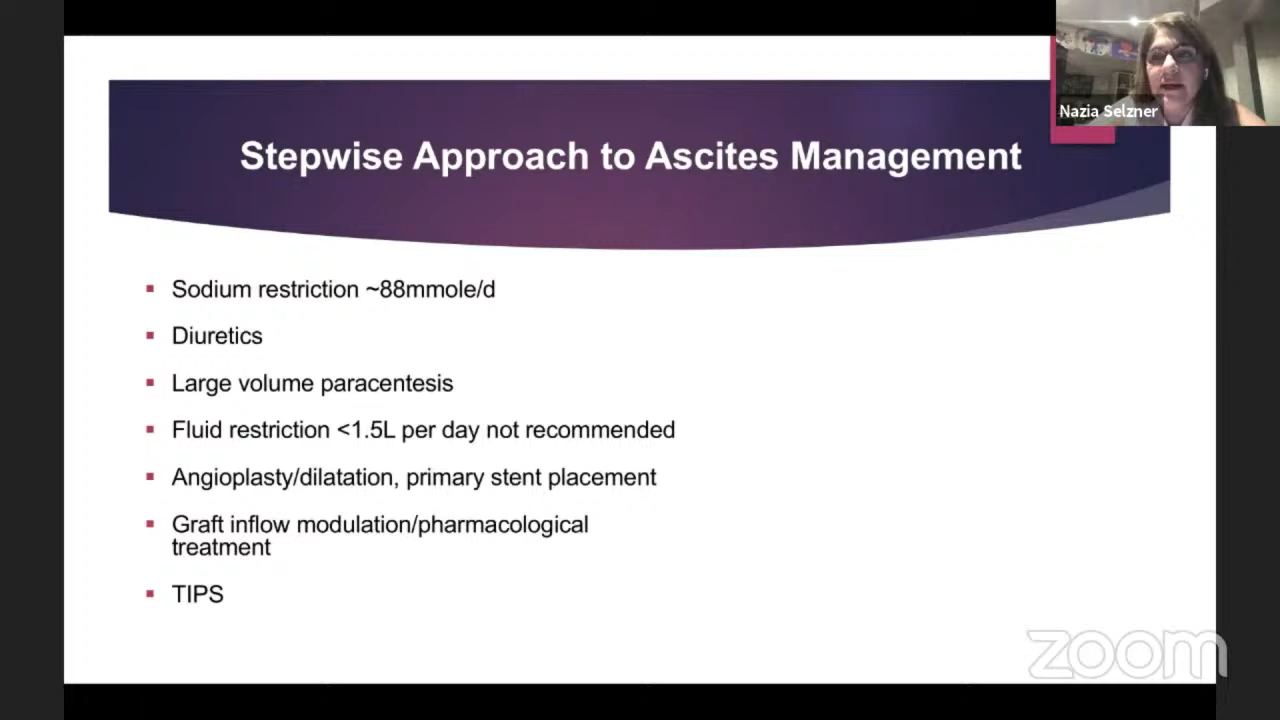 Nazia Selzner
Stepwise Approach to Ascites Management
Sodium restriction ~88mmole/d
Diuretics
Large volume paracentesis
Fluid restriction <1.5L per day not recommended
Angioplasty/dilatation, primary stent placement
Graft inflow modulation/pharmacological
treatment
TIPS
zoom